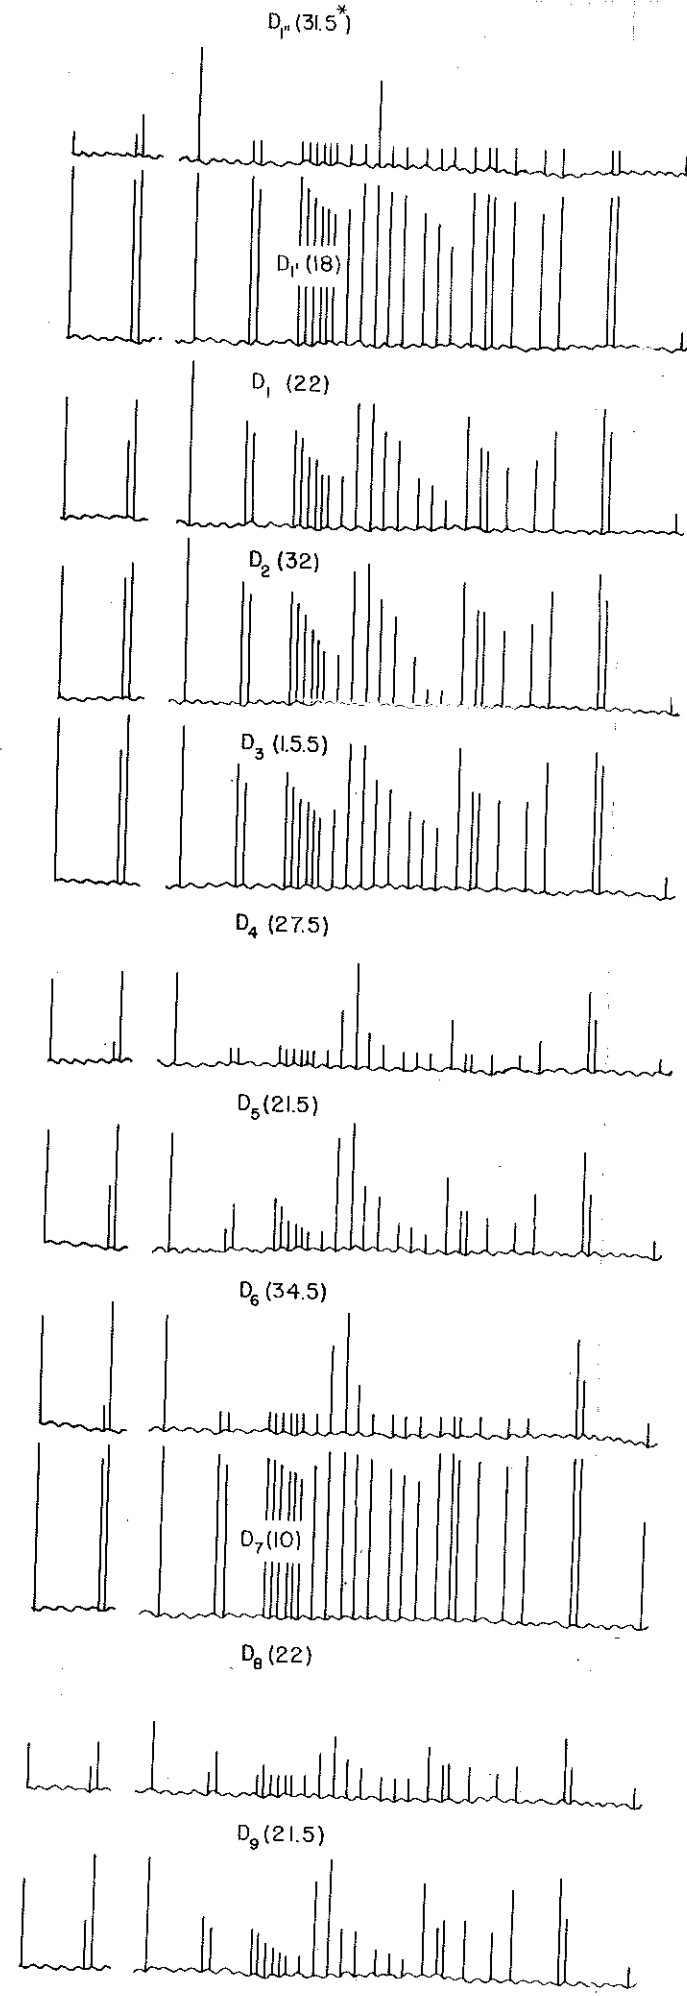 D₁" (31.5*)
D₁' (18)
D₁ (22)
D₂ (32)
D₃ (15.5)
D₄ (27.5)
D₅ (21.5)
D₆ (34.5)
D₇ (10)
D₈ (22)
D₉ (21.5)